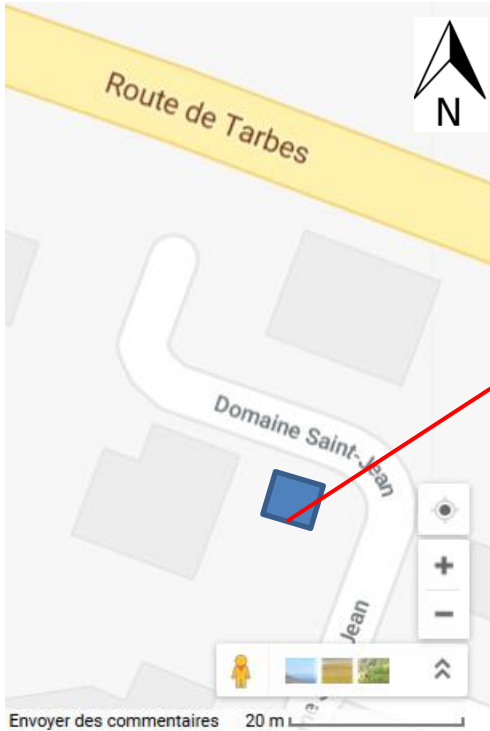 Route de Tarbes
N
Domaine Saint-Jean
Jean
Envoyer des commentaires 20 m